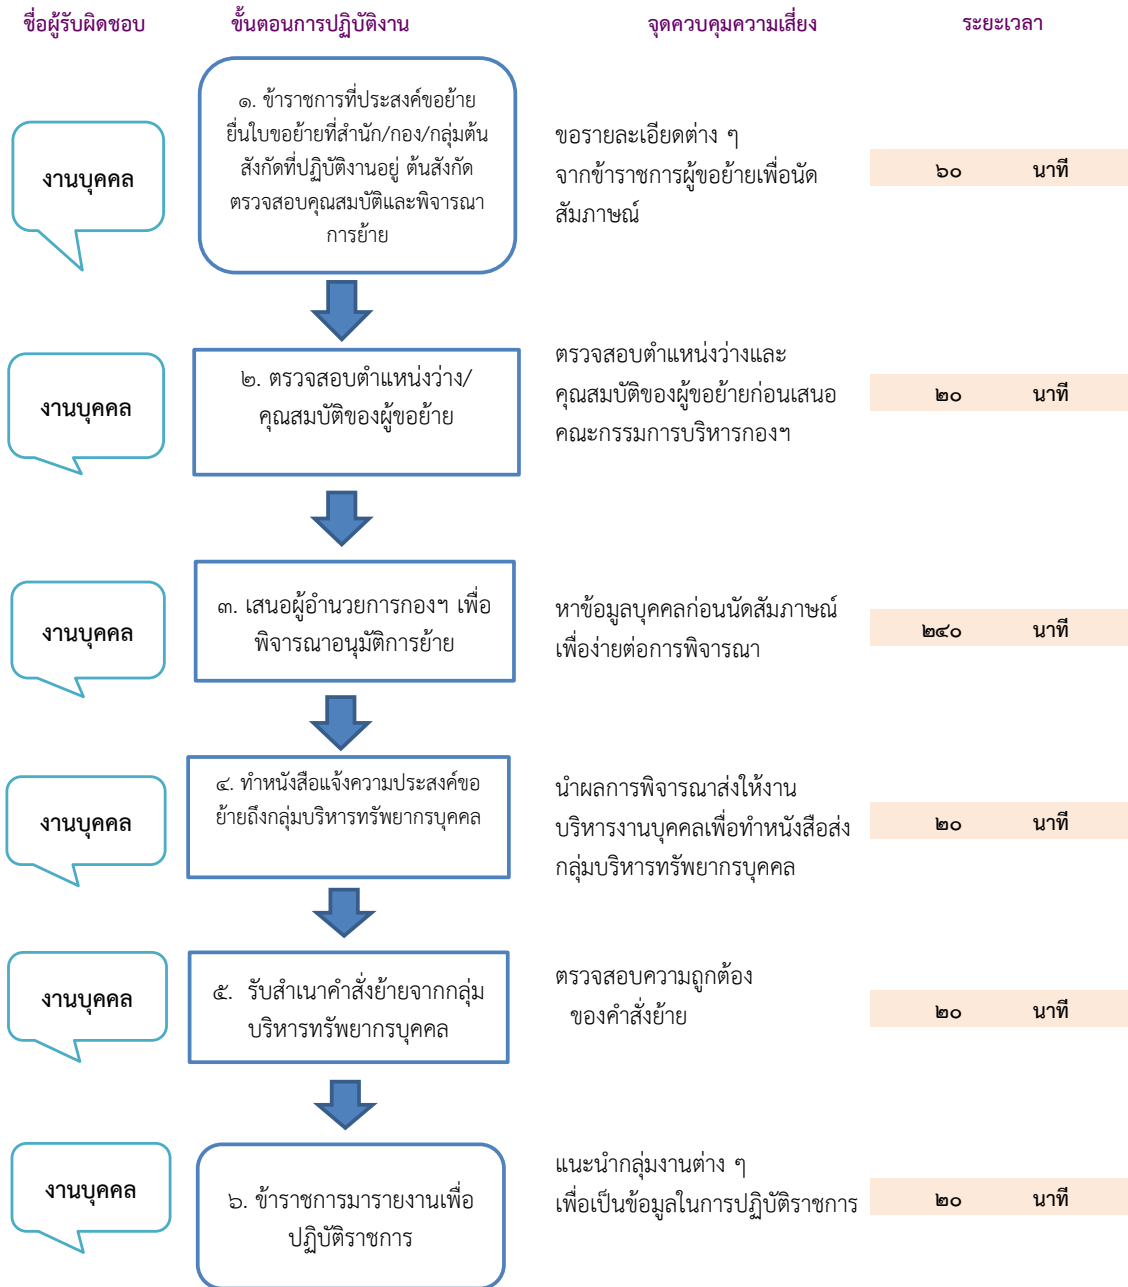 ชื่อผู้รับผิดชอบ ขั้นตอนการปฏิบัติงาน จุดควบคุมความเสี่ยง ระยะเวลา
งานบุคคล
๑. ข้าราชการที่ประสงค์ขอย้าย
ยื่นใบขอย้ายที่สำนัก/กอง/กลุ่มต้น
สังกัดที่ปฏิบัติงานอยู่ ต้นสังกัด
ตรวจสอบคุณสมบัติและพิจารณา
การย้าย
ขอรายละเอียดต่าง ๆ
จากข้าราชการผู้ขอย้ายเพื่อนัด
สัมภาษณ์
๖๐ นาที
งานบุคคล
๒. ตรวจสอบตำแหน่งว่าง/
คุณสมบัติของผู้ขอย้าย
ตรวจสอบตำแหน่งว่างและ
คุณสมบัติของผู้ขอย้ายก่อนเสนอ
คณะกรรมการบริหารกองฯ
๒๐ นาที
งานบุคคล
๓. เสนอผู้อำนวยการกองฯ เพื่อ
พิจารณาอนุมัติการย้าย
หาข้อมูลบุคคลก่อนนัดสัมภาษณ์
เพื่อง่ายต่อการพิจารณา
๒๔๐ นาที
งานบุคคล
๔. ทำหนังสือแจ้งความประสงค์ขอ
ย้ายถึงกลุ่มบริหารทรัพยากรบุคคล
นำผลการพิจารณาส่งให้งาน
บริหารงานบุคคลเพื่อทำหนังสือส่ง
กลุ่มบริหารทรัพยากรบุคคล
๒๐ นาที
งานบุคคล
๕. รับสำเนาคำสั่งย้ายจากกลุ่ม
บริหารทรัพยากรบุคคล
ตรวจสอบความถูกต้อง
ของคำสั่งย้าย
๒๐ นาที
งานบุคคล
๖. ข้าราชการมารายงานเพื่อ
ปฏิบัติราชการ
แนะนำกลุ่มงานต่าง ๆ
เพื่อเป็นข้อมูลในการปฏิบัติราชการ
๒๐ นาที